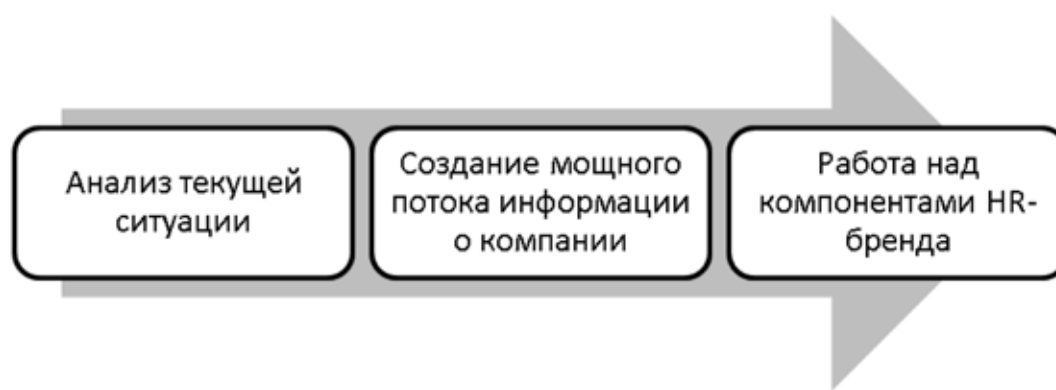 Анализ текущей
ситуации
Создание мощного
потока информации
о компании
Работа над
компонентами HR-
бренда